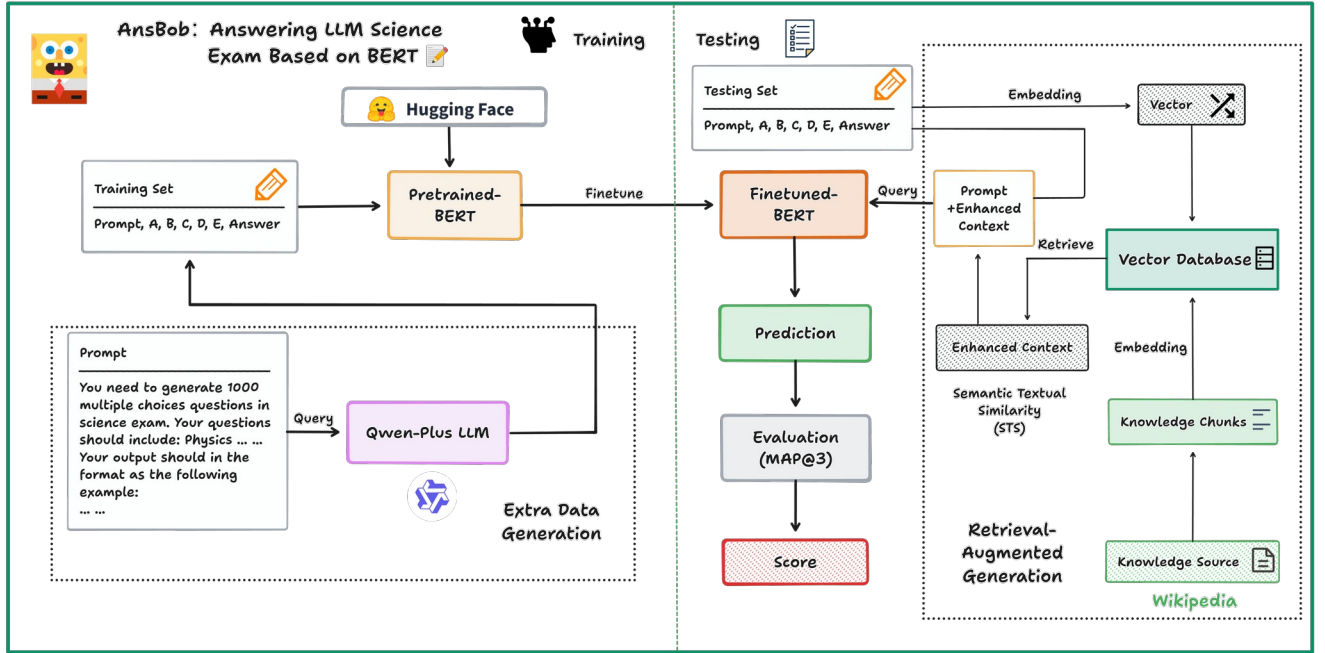 AnsBob: Answering LLM Science
Exam Based on BERT
Training
Hugging Face
Training Set
Prompt, A, B, C, D, E, Answer
Pretrained-
BERT
Finetune
Prompt
You need to generate 1000
multiple choices questions in
science exam. Your questions
should include: Physics ... ...
Your output should in the
format as the following
example:
... ...
Query
Qwen-Plus LLM
Extra Data
Generation
Testing
Testing Set
Prompt, A, B, C, D, E, Answer
Embedding
Vector
Finetuned-
BERT
Query
Prompt
+Enhanced
Context
Retrieve
Vector Database
Prediction
Enhanced Context
Embedding
Semantic Textual
Similarity
(STS)
Knowledge Chunks
Evaluation
(MAP@3)
Retrieval-
Augmented
Generation
Score
Knowledge Source
Wikipedia